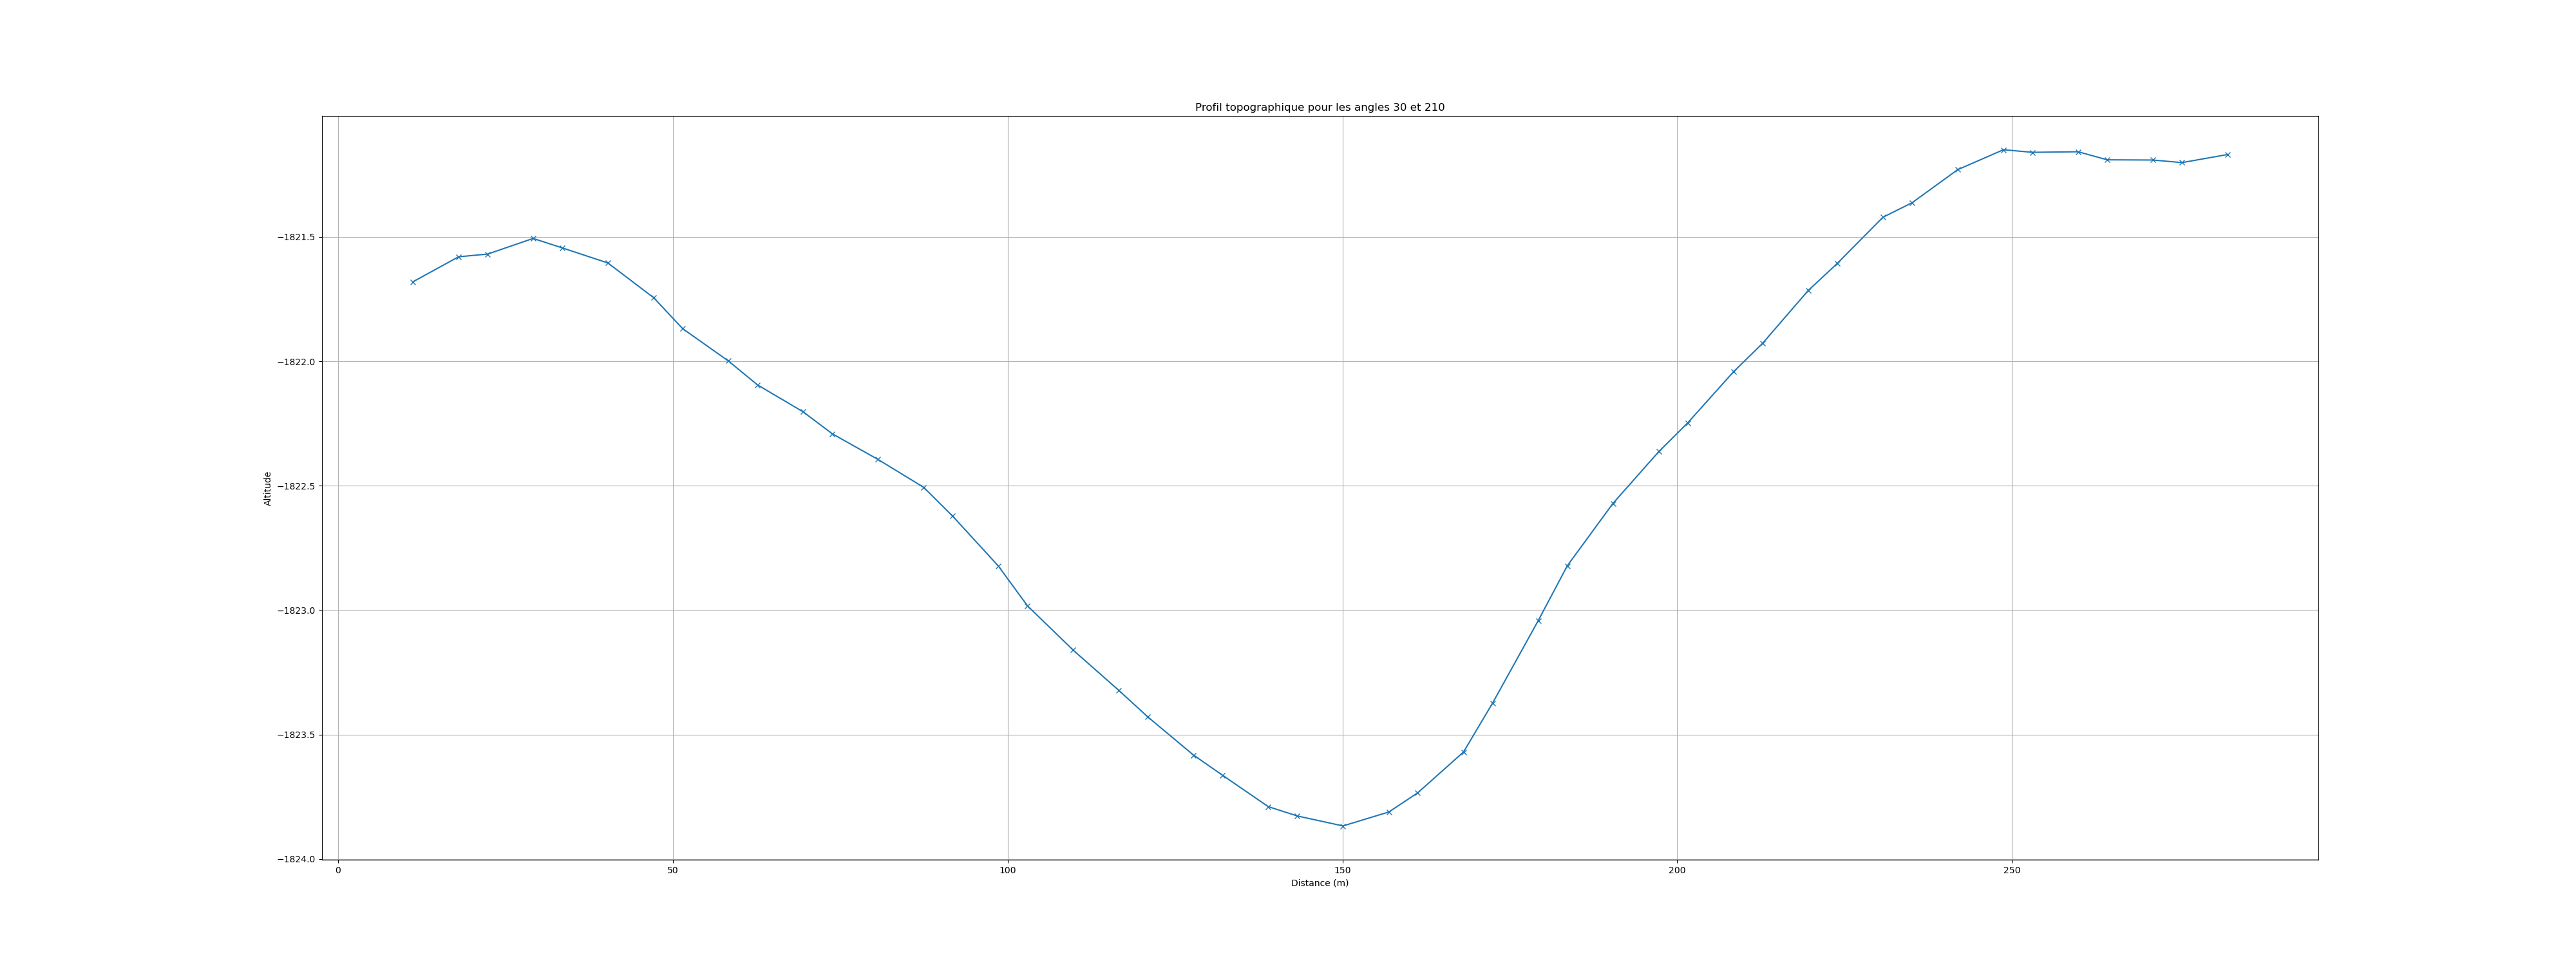 Profil topographique pour les angles 30 et 210
Altitude
−1821.5
−1822.0
−1822.5
−1823.0
−1823.5
−1824.0
0 50 100 150 200 250
Distance (m)